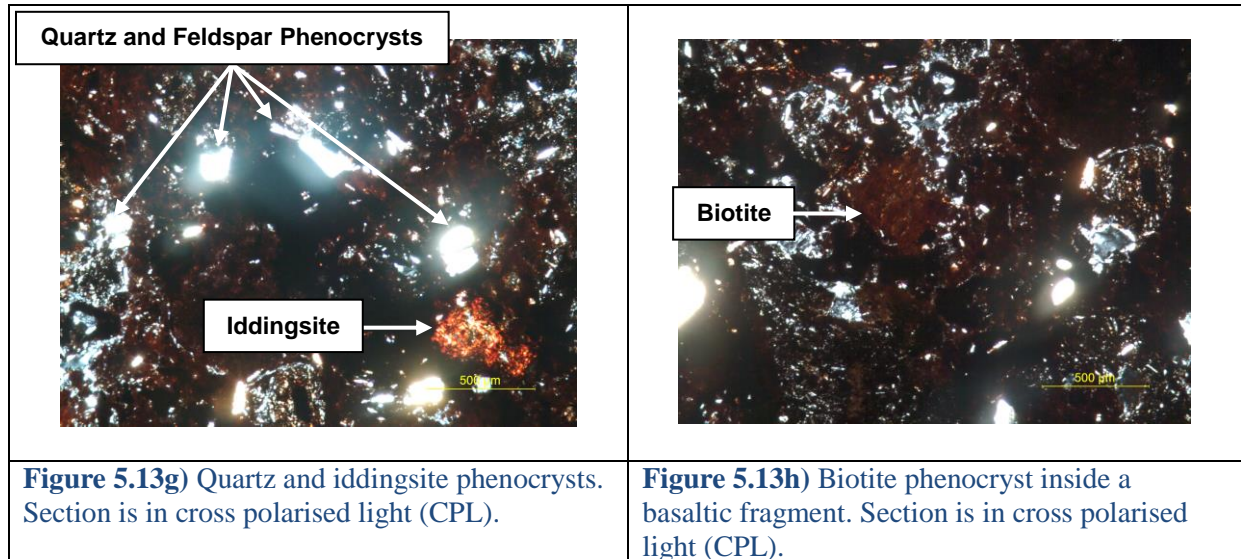 Quartz and Feldspar Phenocrysts
Iddingsite
500 µm
Biotite
500 µm
Figure 5.13g) Quartz and iddingsite phenocrysts.
Section is in cross polarised light (CPL).
Figure 5.13h) Biotite phenocryst inside a
basaltic fragment. Section is in cross polarised
light (CPL).